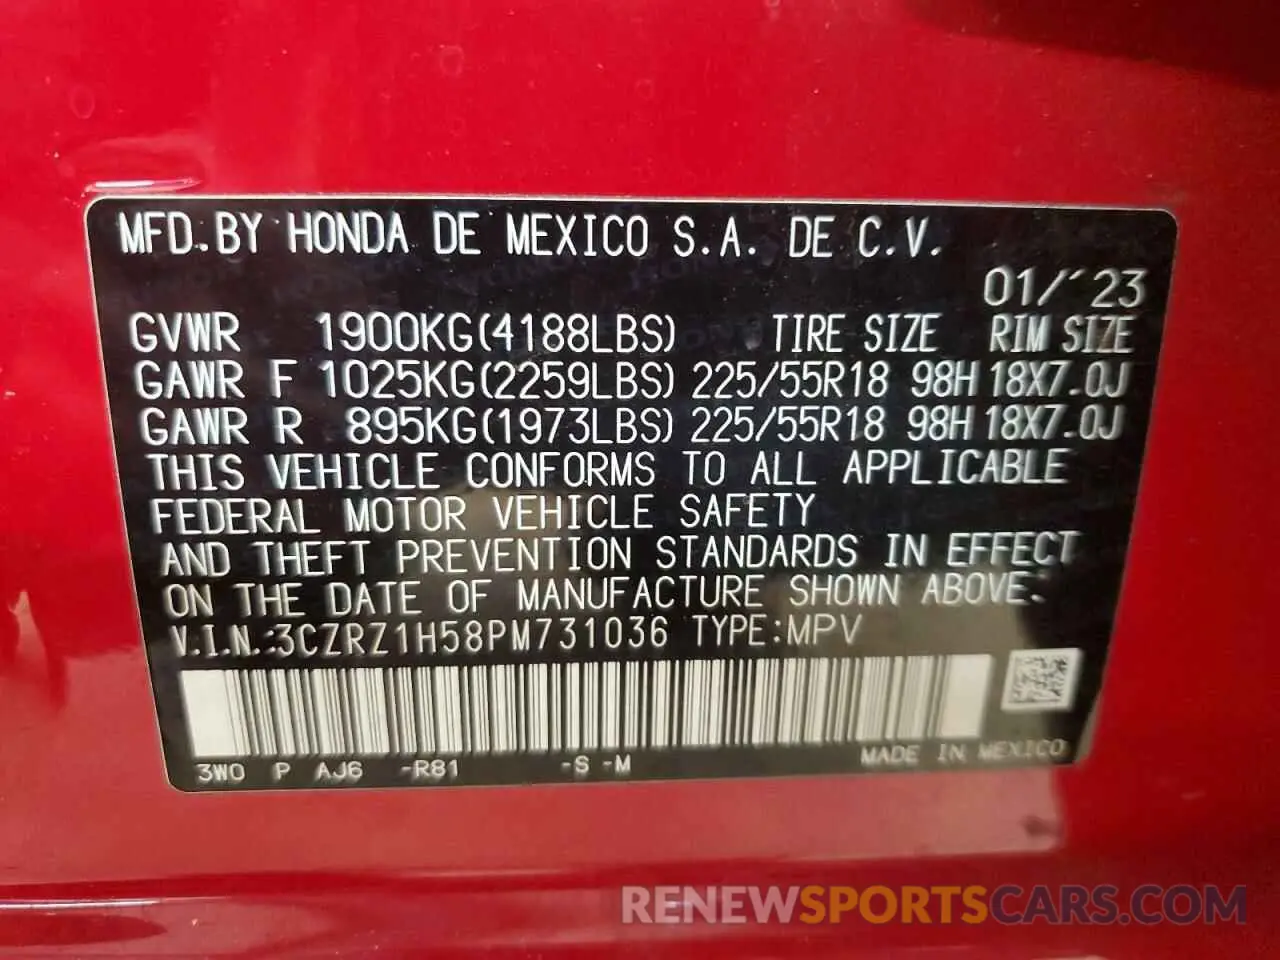 MFD. BY HONDA DE MEXICO S.A. DE C.V.
01/'23
GVWR 1900KG(4188LBS) TIRE SIZE RIM SIZE
GAWR F 1025KG(2259LBS) 225/55R18 98H 18X7.0J
GAWR R 895KG(1973LBS) 225/55R18 98H 18X7.0J
THIS VEHICLE CONFORMS TO ALL APPLICABLE
FEDERAL MOTOR VEHICLE SAFETY
AND THEFT PREVENTION STANDARDS IN EFFECT
ON THE DATE OF MANUFACTURE SHOWN ABOVE.
V.I.N.:3CZRZ1H58PM731036 TYPE:MPV
3W0 P AJ6 -R81 -S -M MADE IN MEXICO
RENEWSPORTSCARS.COM